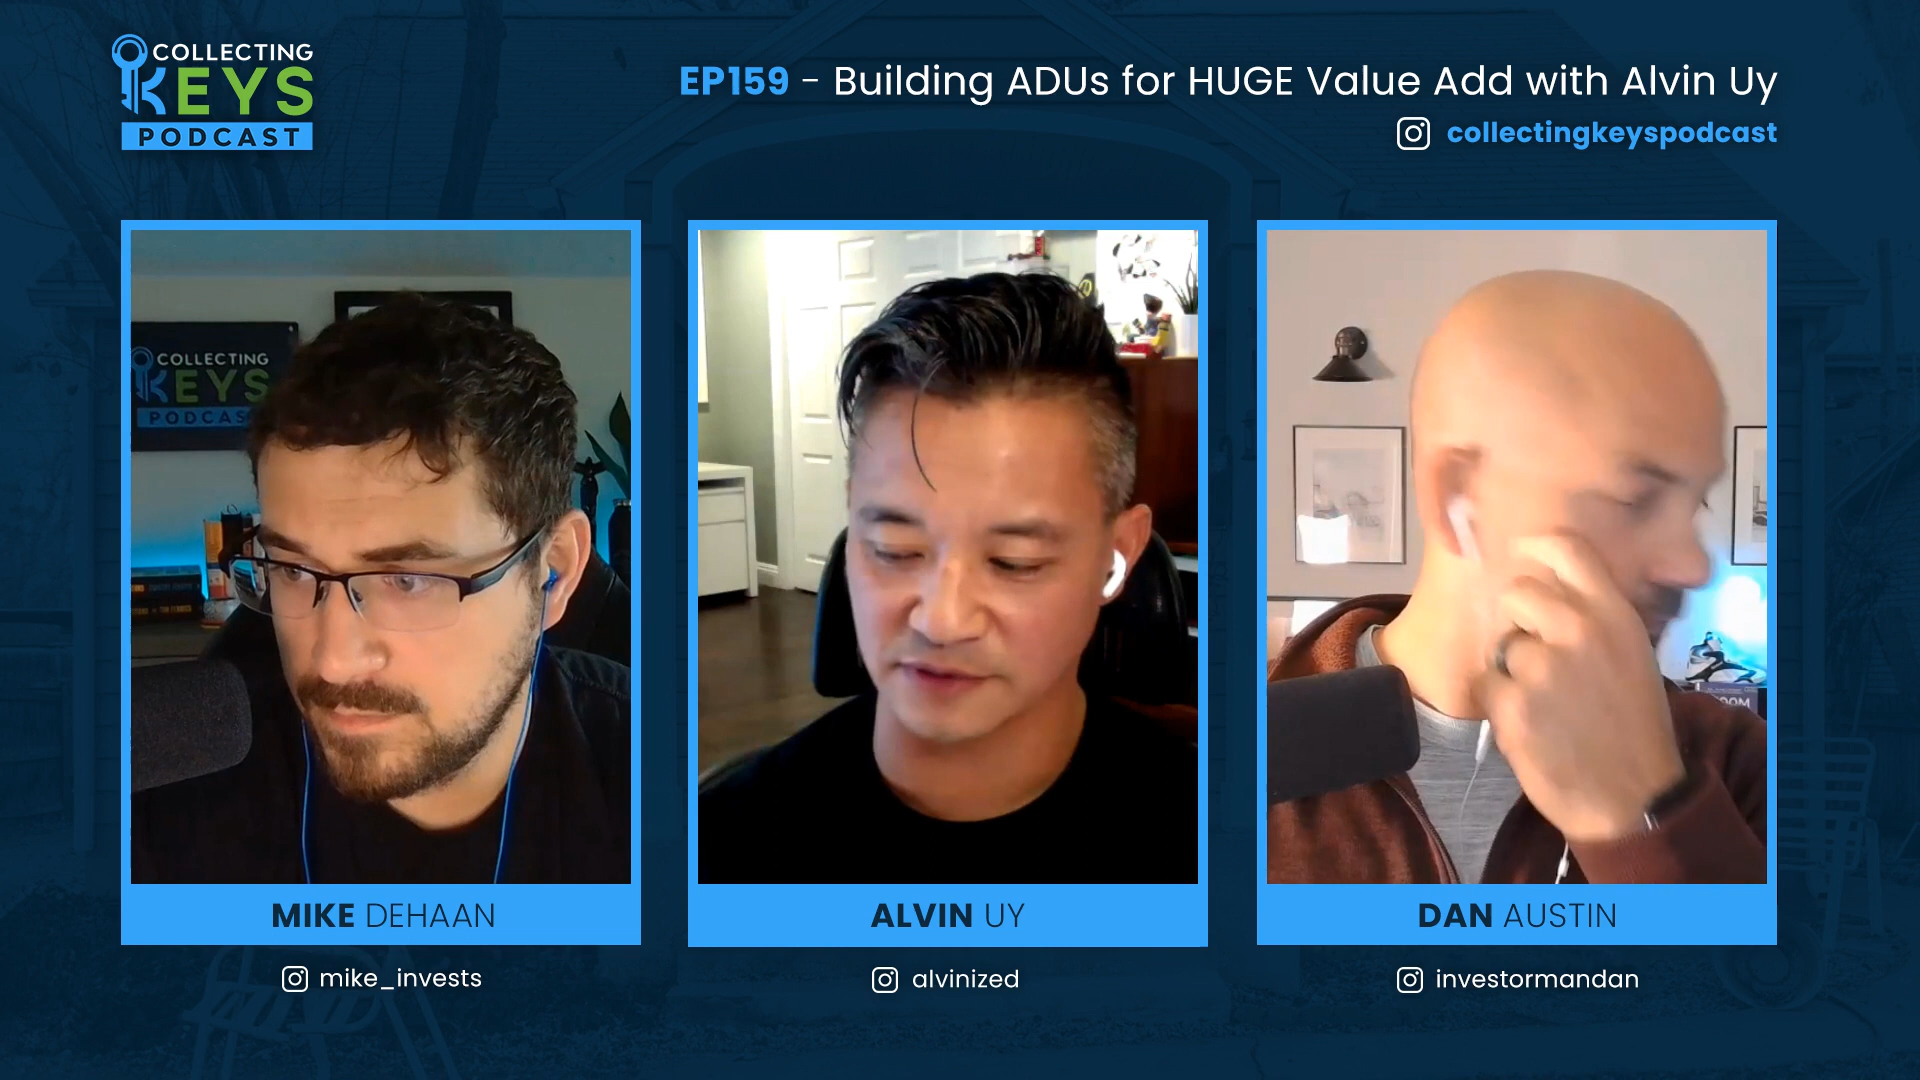 COLLECTING
KEYS
PODCAST
EP159 - Building ADUs for HUGE Value Add with Alvin Uy
collectingkeyspodcast
COLLECTING
KEYS
PODCAS
OOM
MIKE DEHAAN
ALVIN UY
DAN AUSTIN
mike_invests
alvinized
investormandan